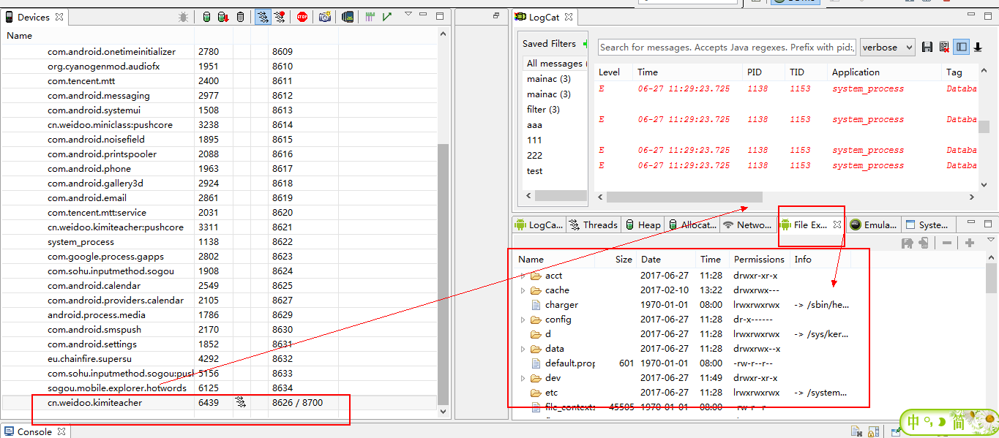 Devices
Name
com.android.onetimeinitializer 2780 8609
org.cyanogenmod.audiofx 1951 8610
com.tencent.mtt 2400 8611
com.android.messaging 2977 8612
com.android.systemui 1508 8613
cn.weidoo.miniclass:pushcore 3238 8614
com.android.noisefield 1895 8615
com.android.printspooler 2088 8616
com.android.phone 1963 8617
com.android.gallery3d 2924 8618
com.android.email 2861 8619
com.tencent.mtt:service 2031 8620
cn.weidoo.kimiteacher:pushcore 3311 8621
system_process 1138 8622
com.google.process.gapps 2802 8623
com.sohu.inputmethod.sogou 1908 8624
com.android.calendar 2549 8625
com.android.providers.calendar 2105 8627
android.process.media 1786 8629
com.android.smspush 2170 8630
com.android.settings 1852 8631
eu.chainfire.supersu 4292 8632
com.sohu.inputmethod.sogou:pus 5156 8633
sogou.mobile.explorer.hotwords 6125 8634
cn.weidoo.kimiteacher 6439 8626 / 8700
Console
LogCat
Saved Filters
All messages (
mainac (3)
mainac (3)
filter (3)
aaa
111
222
test
Search for messages. Accepts Java regexes. Prefix with pid:, verbose
Level Time PID TID Application Tag
E 06-27 11:29:23.725 1138 1153 system_process Databa
E 06-27 11:29:23.725 1138 1153 system_process Databa
E 06-27 11:29:23.725 1138 1153 system_process Databa
E 06-27 11:29:23.725 1138 1153 system_process Databa
LogCa... Threads Heap Allocat... Netwo... File Ex... Emula... Syste...
Name Size Date Time Permissions Info
acct 2017-06-27 11:28 drwxr-xr-x
cache 2017-02-10 13:22 drwxrwx---
charger 1970-01-01 08:00 lrwxrwxrwx -> /sbin/he...
config 2017-06-27 11:28 dr-x------
d 2017-06-27 11:28 lrwxrwxrwx -> /sys/ker...
data 2017-06-27 11:28 drwxrwx--x
default.prop 601 1970-01-01 08:00 -rw-r--r--
dev 2017-06-27 11:49 drwxr-xr-x
etc 2017-06-27 11:28 lrwxrwxrwx -> /system...
file_contexts 45505 1970-01-01 08:00 -rw-r--r--
中 简